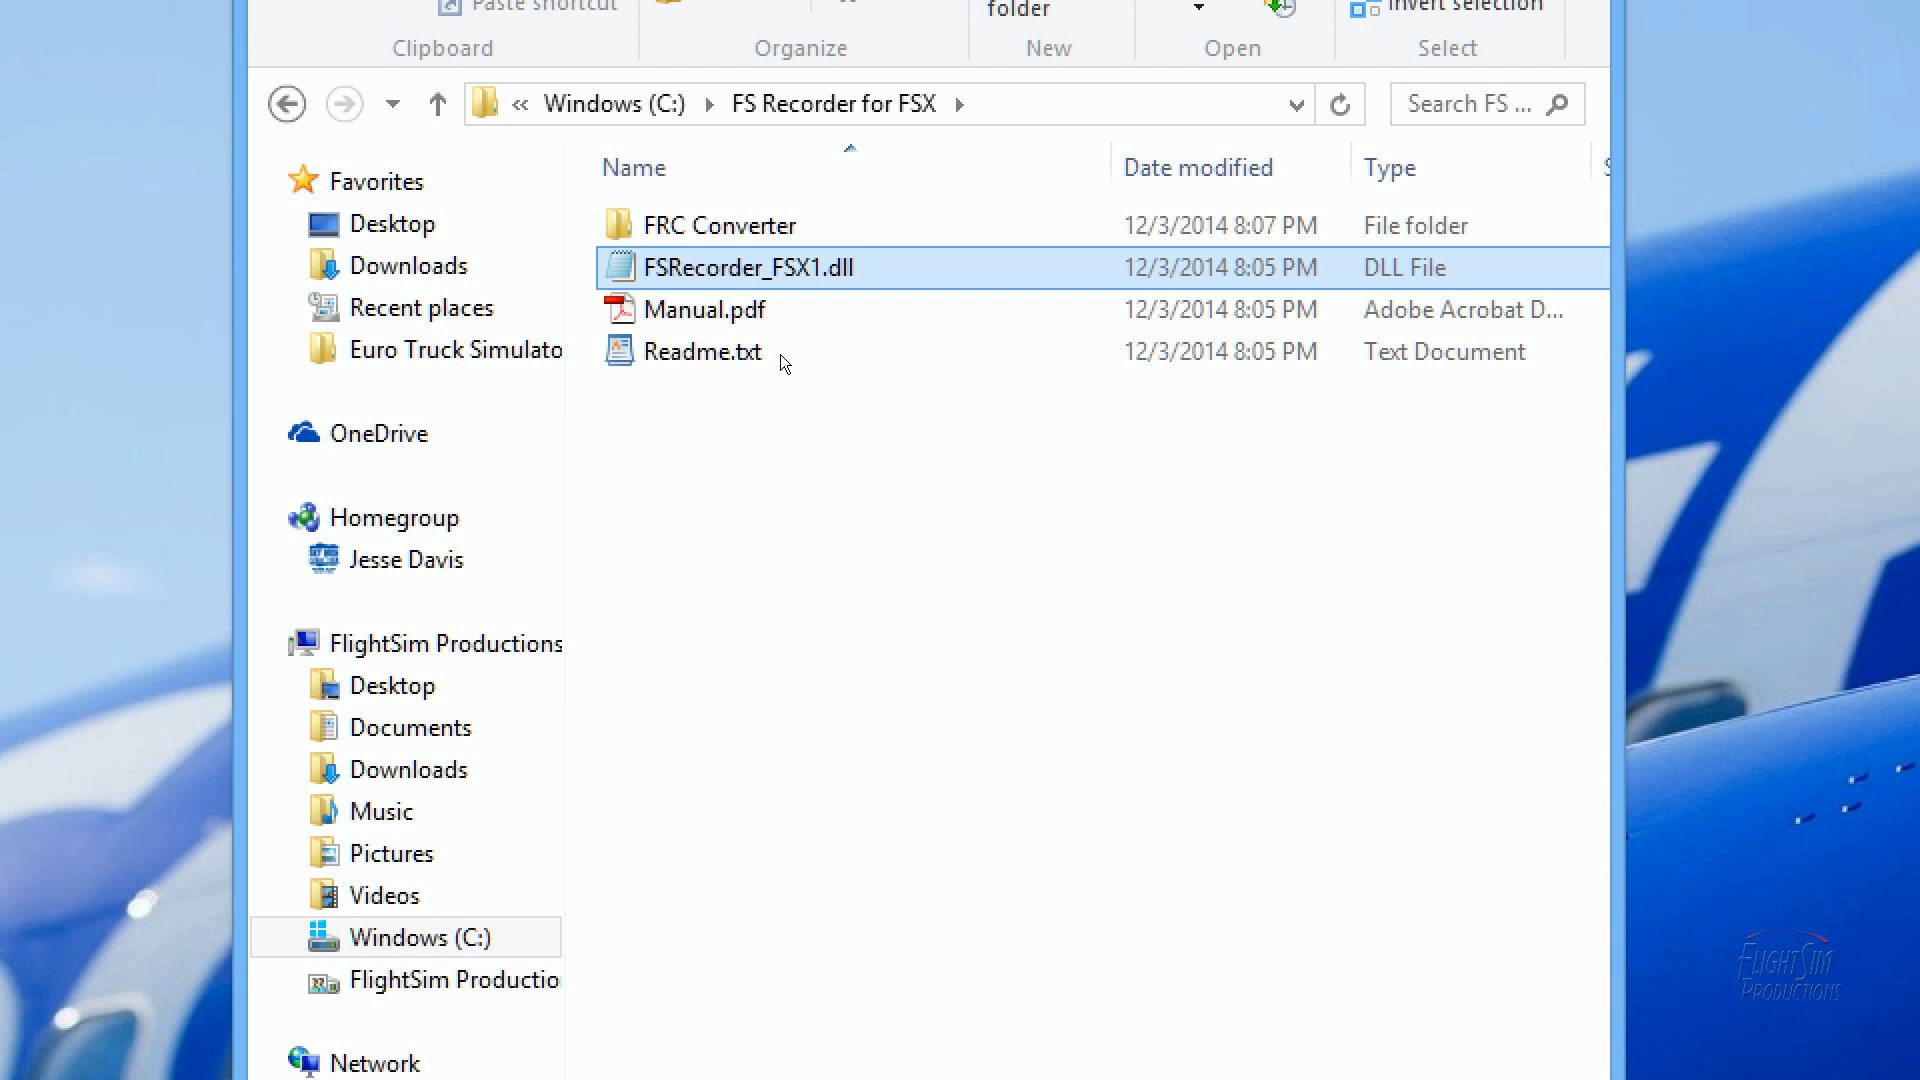 Paste shortcut
folder
Invert selection
Clipboard
Organize
New
Open
Select
« Windows (C:) FS Recorder for FSX
Search FS ...
Name
Date modified
Type
Favorites
Desktop
Downloads
Recent places
Euro Truck Simulato
OneDrive
Homegroup
Jesse Davis
FlightSim Productions
Desktop
Documents
Downloads
Music
Pictures
Videos
Windows (C:)
FlightSim Productio
Network
FRC Converter 12/3/2014 8:07 PM File folder
FSRecorder_FSX1.dll 12/3/2014 8:05 PM DLL File
Manual.pdf 12/3/2014 8:05 PM Adobe Acrobat D...
Readme.txt 12/3/2014 8:05 PM Text Document
FLIGHTSIM
PRODUCTIONS